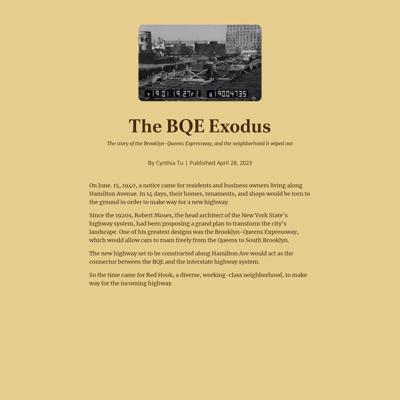 The BQE Exodus
The story of the Brooklyn-Queens Expressway, and the neighborhood it wiped out
By Cynthia Tu | Published April 28, 2023
On June. 15, 1940, a notice came for residents and business owners living along
Hamilton Avenue. In 14 days, their homes, tenaments, and shops would be torn to
the ground in order to make way for a new highway.
Since the 1920s, Robert Moses, the head architect of the New York State's
highway system, had been proposing a grand plan to transform the city's
landscape. One of his greatest designs was the Brooklyn-Queens Expressway,
which would allow cars to roam freely from the Queens to South Brooklyn.
The new highway set to be constructed along Hamilton Ave would act as the
connector between the BQE and the interstate highway system.
So the time came for Red Hook, a diverse, working-class neighborhood, to make
way for the incoming highway.